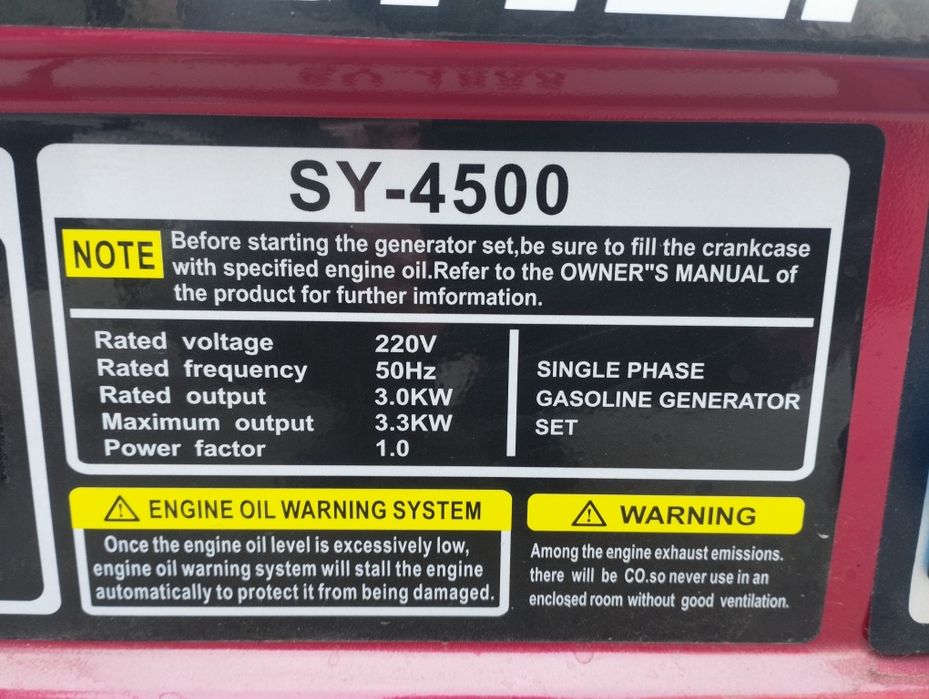 SY-4500
NOTE
Before starting the generator set,be sure to fill the crankcase
with specified engine oil.Refer to the OWNER"S MANUAL of
the product for further imformation.
Rated voltage 220V
Rated frequency 50Hz
Rated output 3.0KW
Maximum output 3.3KW
Power factor 1.0
SINGLE PHASE
GASOLINE GENERATOR
SET
ENGINE OIL WARNING SYSTEM
Once the engine oil level is excessively low,
engine oil warning system will stall the engine
automatically to protect it from being damaged.
WARNING
Among the engine exhaust emissions.
there will be CO.so never use in an
enclosed room without good ventilation.